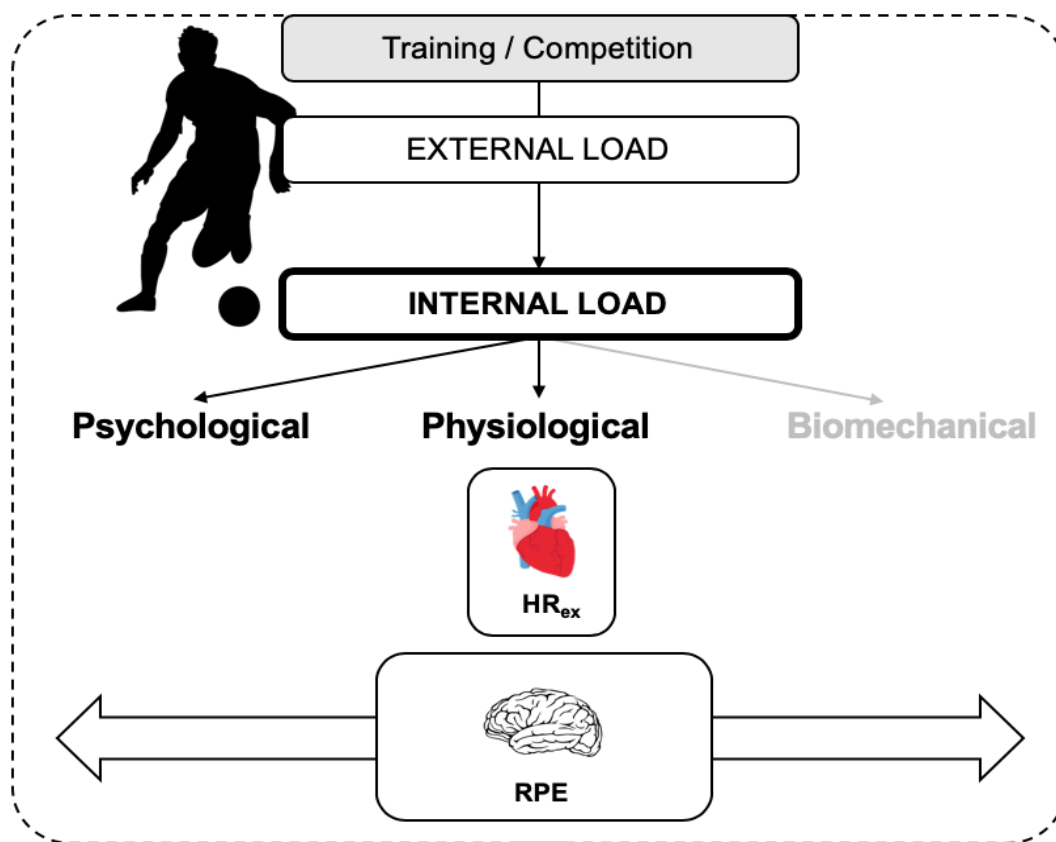 Training / Competition
EXTERNAL LOAD
INTERNAL LOAD
Psychological Physiological Biomechanical
HRex
RPE